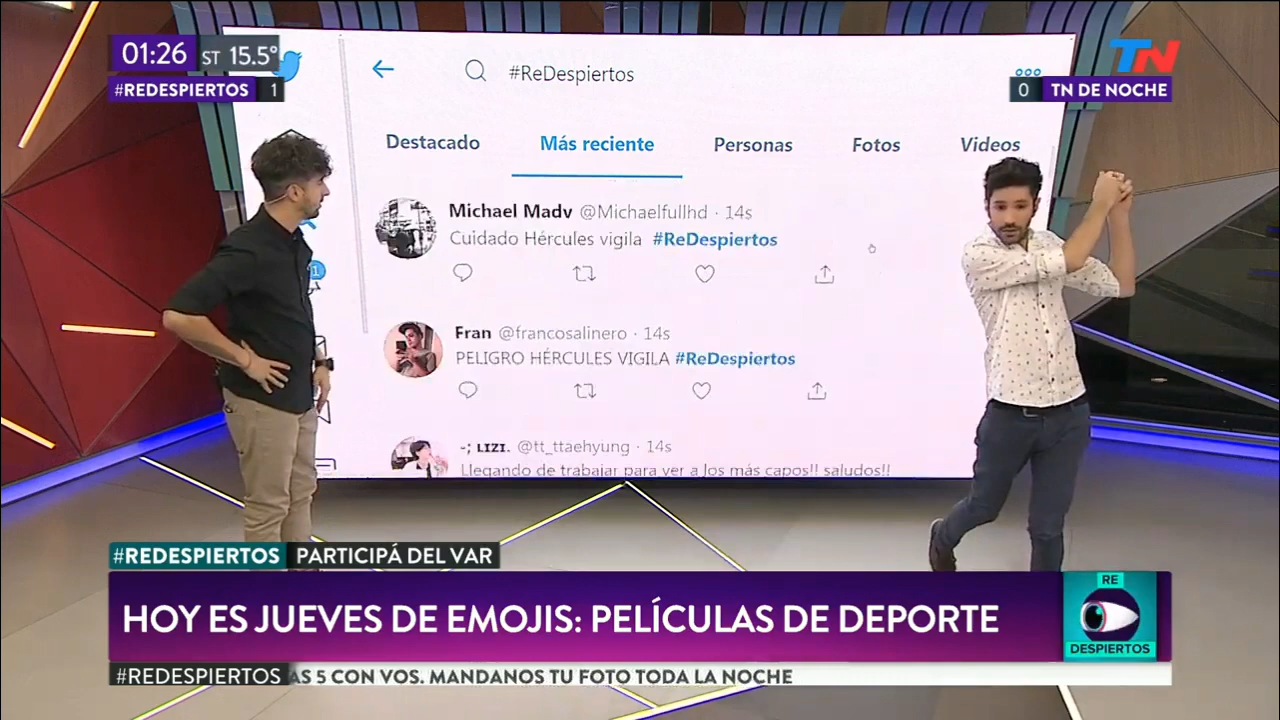 01:26 ST 15.5°
#REDESPIERTOS 1
TN
0 TN DE NOCHE
#ReDespiertos
Destacado Más reciente Personas Fotos Videos
Michael Madv @Michaelfullhd · 14s
Cuidado Hércules vigila #ReDespiertos
1
Fran @francosalinero · 14s
PELIGRO HÉRCULES VIGILA #ReDespiertos
-; LIZI. @tt_ttaehyung · 14s
Llegando de trabajar para ver a los más capos!! saludos!!
#REDESPIERTOS PARTICIPÁ DEL VAR
HOY ES JUEVES DE EMOJIS: PELÍCULAS DE DEPORTE
RE
DESPIERTOS
#REDESPIERTOS AS 5 CON VOS. MANDANOS TU FOTO TODA LA NOCHE